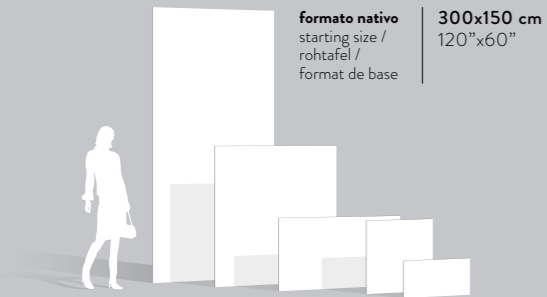 formato nativo
starting size /
rohtafel /
format de base
300x150 cm
120”x60”